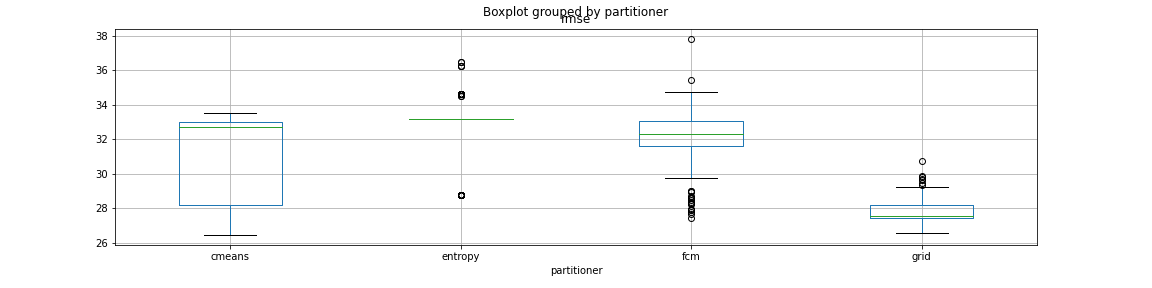 Boxplot grouped by partitioner
rmse
38
36
34
32
30
28
26
cmeans entropy fcm grid
partitioner